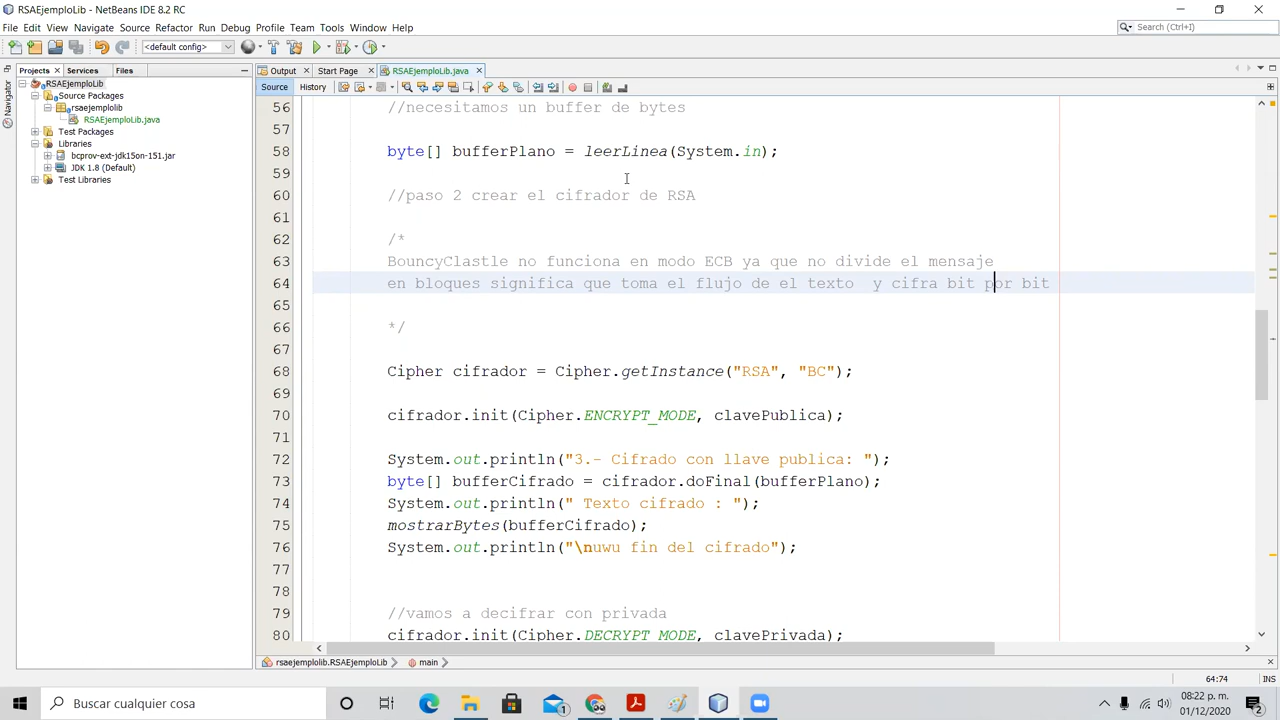 RSAEjemploLib - NetBeans IDE 8.2 RC
File Edit View Navigate Source Refactor Run Debug Profile Team Tools Window Help
Search (Ctrl+I)
<default config>
Projects Services Files
Output Start Page RSAEjemploLib.java
Source History
Navigator
RSAEjemploLib
Source Packages
rsaejemplolib
RSAEjemploLib.java
Test Packages
Libraries
bcprov-ext-jdk15on-151.jar
JDK 1.8 (Default)
Test Libraries
56 //necesitamos un buffer de bytes
57
58 byte[] bufferPlano = leerLinea(System.in);
59
60 //paso 2 crear el cifrador de RSA
61
62 /*
63 BouncyClastle no funciona en modo ECB ya que no divide el mensaje
64 en bloques significa que toma el flujo de el texto  y cifra bit por bit
66 */
67
68 Cipher cifrador = Cipher.getInstance("RSA", "BC");
69
70 cifrador.init(Cipher.ENCRYPT_MODE, clavePublica);
71
72 System.out.println("3.- Cifrado con llave publica: ");
73 byte[] bufferCifrado = cifrador.doFinal(bufferPlano);
74 System.out.println(" Texto cifrado : ");
75 mostrarBytes(bufferCifrado);
76 System.out.println("\nuwu fin del cifrado");
77
78
79 //vamos a decifrar con privada
80 cifrador.init(Cipher.DECRYPT_MODE, clavePrivada);
rsaejemplolib.RSAEjemploLib main
64:74 INS
Buscar cualquier cosa
1
08:22 p. m.
01/12/2020
2